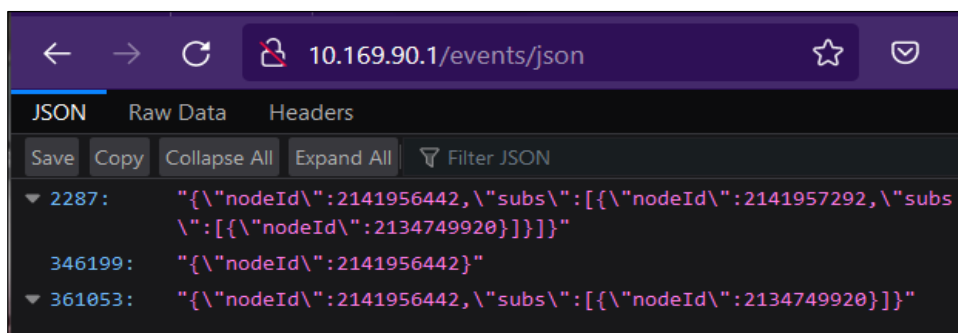 10.169.90.1/events/json
JSON Raw Data Headers
Save Copy Collapse All Expand All Filter JSON
2287: "{\"nodeId\":2141956442,\"subs\":[{\"nodeId\":2141957292,\"subs
\":[{\"nodeId\":2134749920}]}]}"
346199: "{\"nodeId\":2141956442}"
361053: "{\"nodeId\":2141956442,\"subs\":[{\"nodeId\":2134749920}]}"